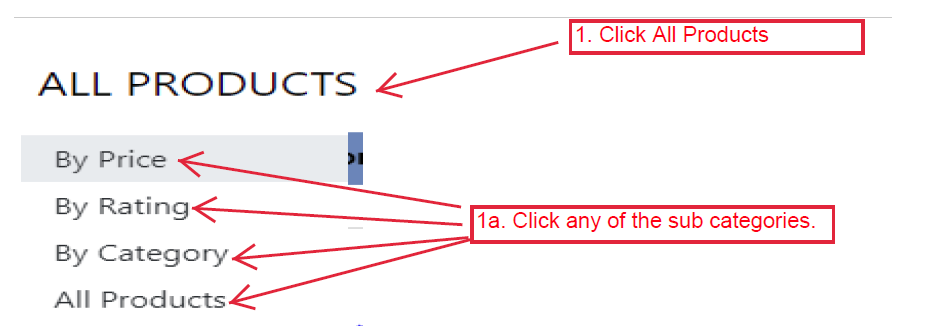 1. Click All Products
ALL PRODUCTS
By Price
By Rating
1a. Click any of the sub categories.
By Category
All Products